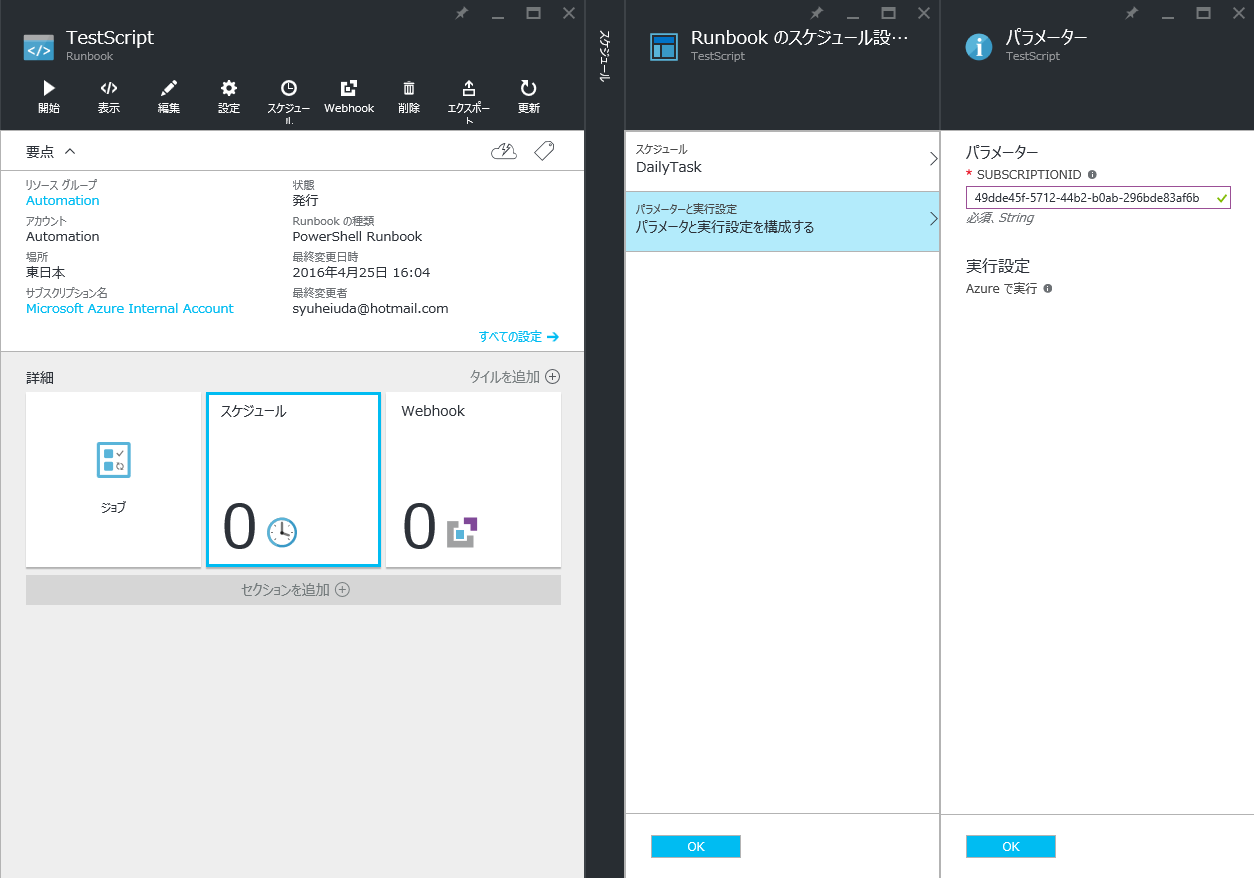 TestScript
Runbook
開始
表示
編集
設定
スケジュー
ル
Webhook
削除
エクスポー
ト
更新
要点
リソース グループ
Automation
アカウント
Automation
場所
東日本
サブスクリプション名
Microsoft Azure Internal Account
状態
発行
Runbook の種類
PowerShell Runbook
最終変更日時
2016年4月25日 16:04
最終変更者
syuheiuda@hotmail.com
すべての設定
詳細
タイルを追加
ジョブ
スケジュール
0
Webhook
0
セクションを追加
スケジュール
Runbook のスケジュール設…
TestScript
スケジュール
DailyTask
パラメーターと実行設定
パラメータと実行設定を構成する
OK
パラメーター
TestScript
パラメーター
* SUBSCRIPTIONID
49dde45f-5712-44b2-b0ab-296bde83af6b
必須、String
実行設定
Azure で実行
OK